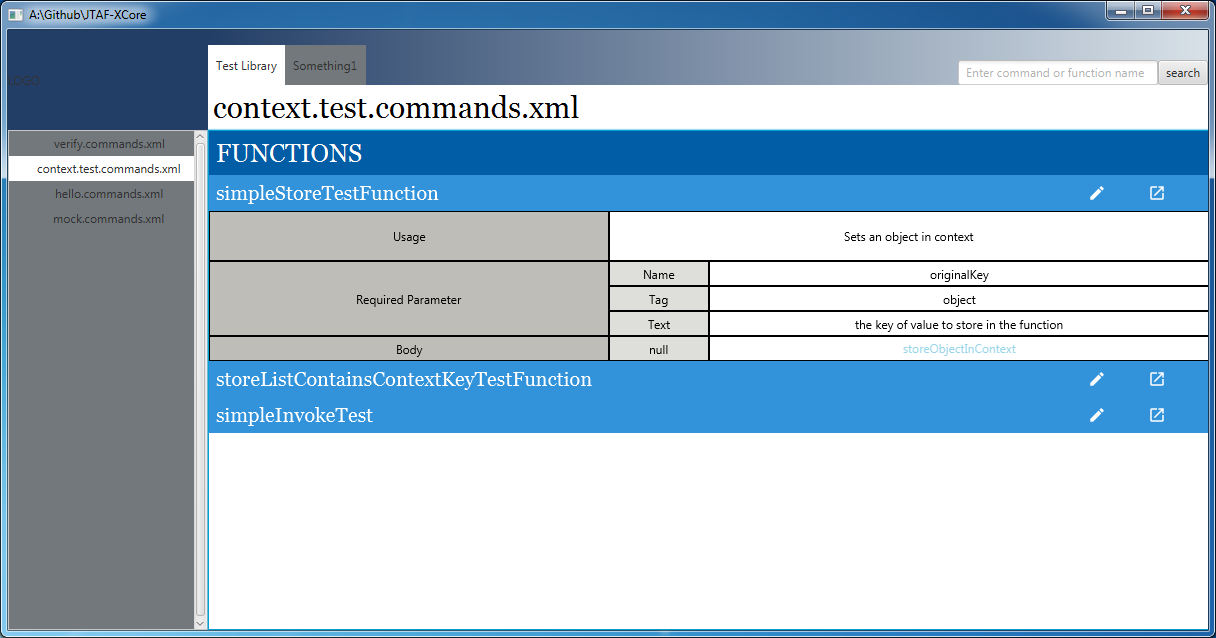 A:\Github\JTAF-XCore
LOGO
Test Library
Something1
Enter command or function name
search
context.test.commands.xml
verify.commands.xml
context.test.commands.xml
hello.commands.xml
mock.commands.xml
FUNCTIONS
simpleStoreTestFunction
Usage
Sets an object in context
Required Parameter
Name
originalKey
Tag
object
Text
the key of value to store in the function
Body
null
storeObjectInContext
storeListContainsContextKeyTestFunction
simpleInvokeTest